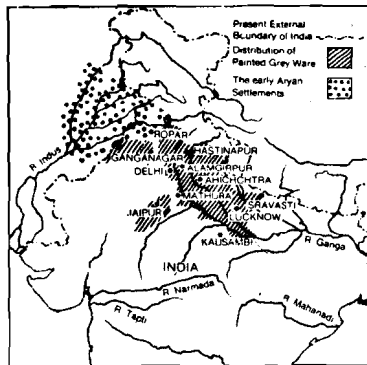 Present External
Boundary of India
Distribution of
Painted Grey Ware
The early Aryan
Settlements
R. Indus
ROPAR
GANGANAGAR
HASTINAPUR
DELHI
ALAMGIRPUR
AHICHCHTRA
MATHURA
SRAVASTI
JAIPUR
LUCKNOW
KAUSAMBI
R. Ganga
INDIA
R. Narmada
R. Tapti
R. Mahanadi